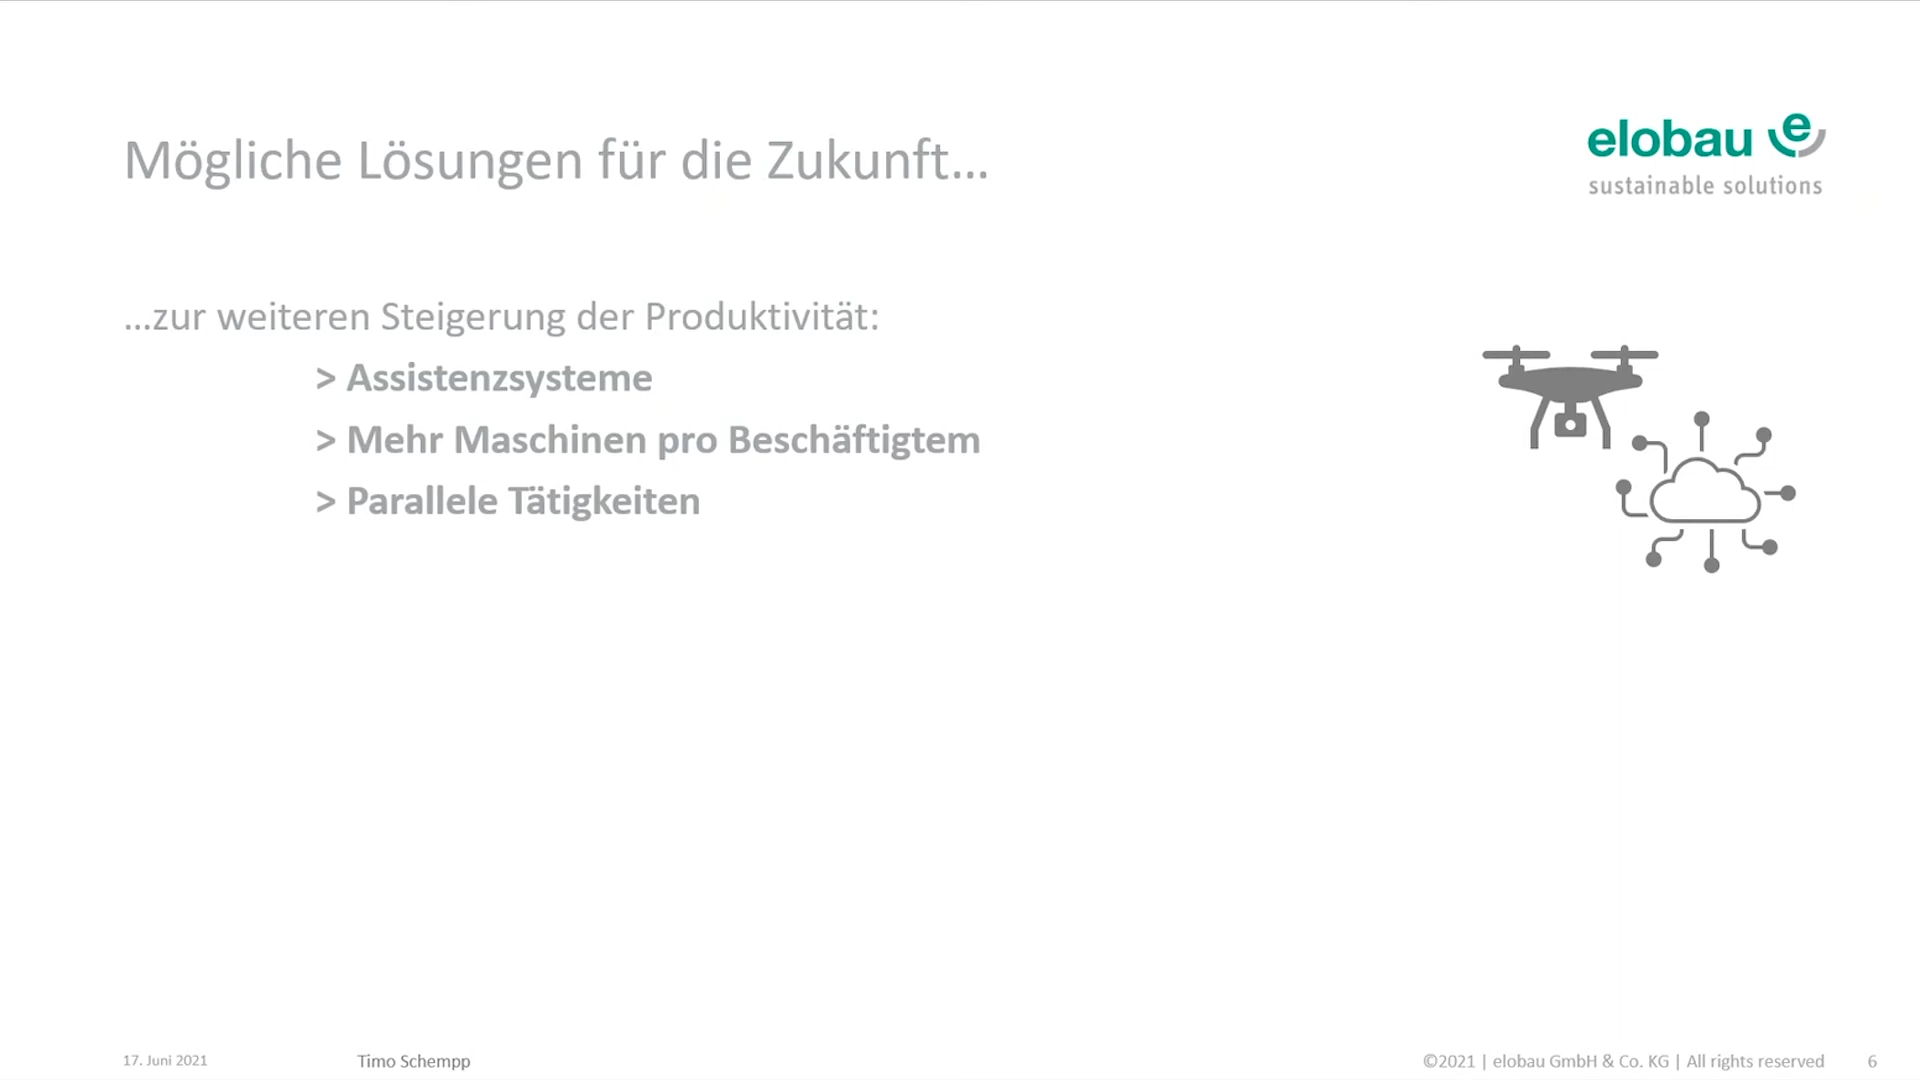 Mögliche Lösungen für die Zukunft...
elobau e
sustainable solutions
...zur weiteren Steigerung der Produktivität:
> Assistenzsysteme
> Mehr Maschinen pro Beschäftigtem
> Parallele Tätigkeiten
17. Juni 2021
Timo Schempp
©2021 | elobau GmbH & Co. KG | All rights reserved
6